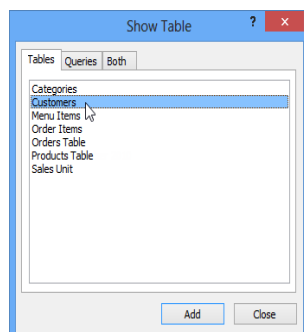 Show Table
? ×
Tables Queries Both
Categories
Customers
Menu Items
Order Items
Orders Table
Products Table
Sales Unit
Add Close